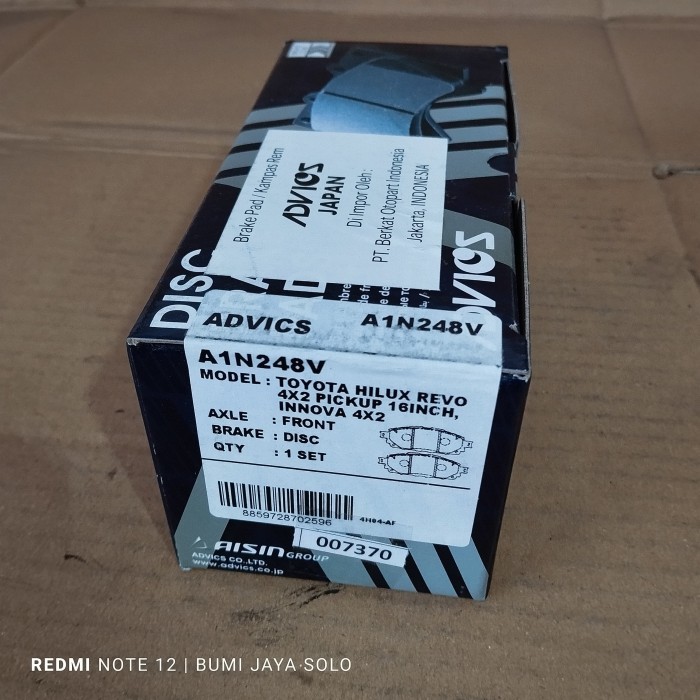 Brake Pad / Kampas Rem
ADVICS
JAPAN
Di Impor Oleh:
PT. Berkat Otopart Indonesia
Jakarta, INDONESIA
DISC
ADVICS
ADVICS A1N248V
A1N248V
MODEL : TOYOTA HILUX REVO
4X2 PICKUP 16INCH,
INNOVA 4X2
AXLE : FRONT
BRAKE : DISC
QTY : 1 SET
8859728702596
4H04-AF
007370
AISIN GROUP
ADVICS CO.LTD.
www.advics.co.jp
REDMI NOTE 12 | BUMI JAYA SOLO